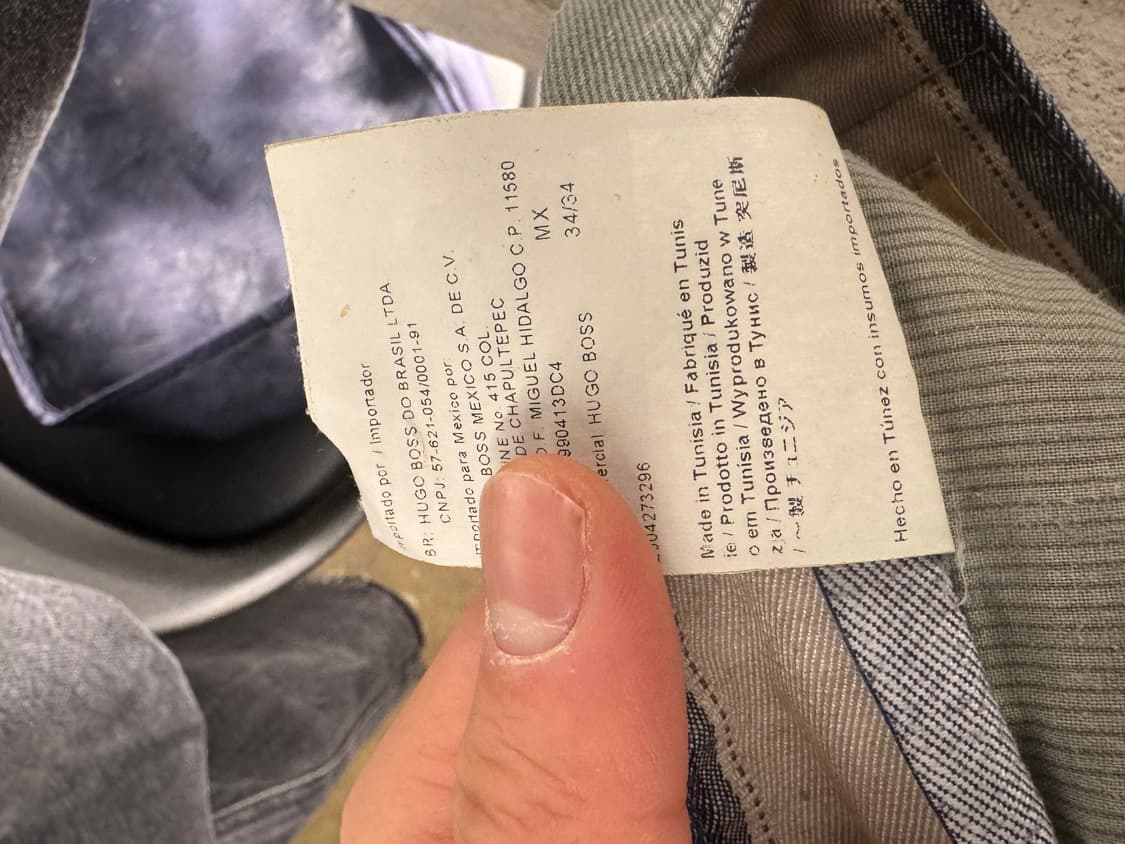 Importado por / Importador
BR: HUGO BOSS DO BRASIL LTDA
CNPJ: 57-621-054/0001-91
Importado para Mexico por:
BOSS MEXICO S.A. DE C.V.
No. 415 COL.
DE CHAPULTEPEC
F. MIGUEL HIDALGO C.P. 11580
990413DC4 MX
HUGO BOSS 34/34
04273296
Made in Tunisia / Fabriqué en Tunis
ie / Prodotto in Tunisia / Produzid
o em Tunísia / Wyprodukowano w Tune
zja / Произведено в Тунис / 製造 突尼斯
/ 〜製 チュニジア
Hecho en Túnez con insumos importados